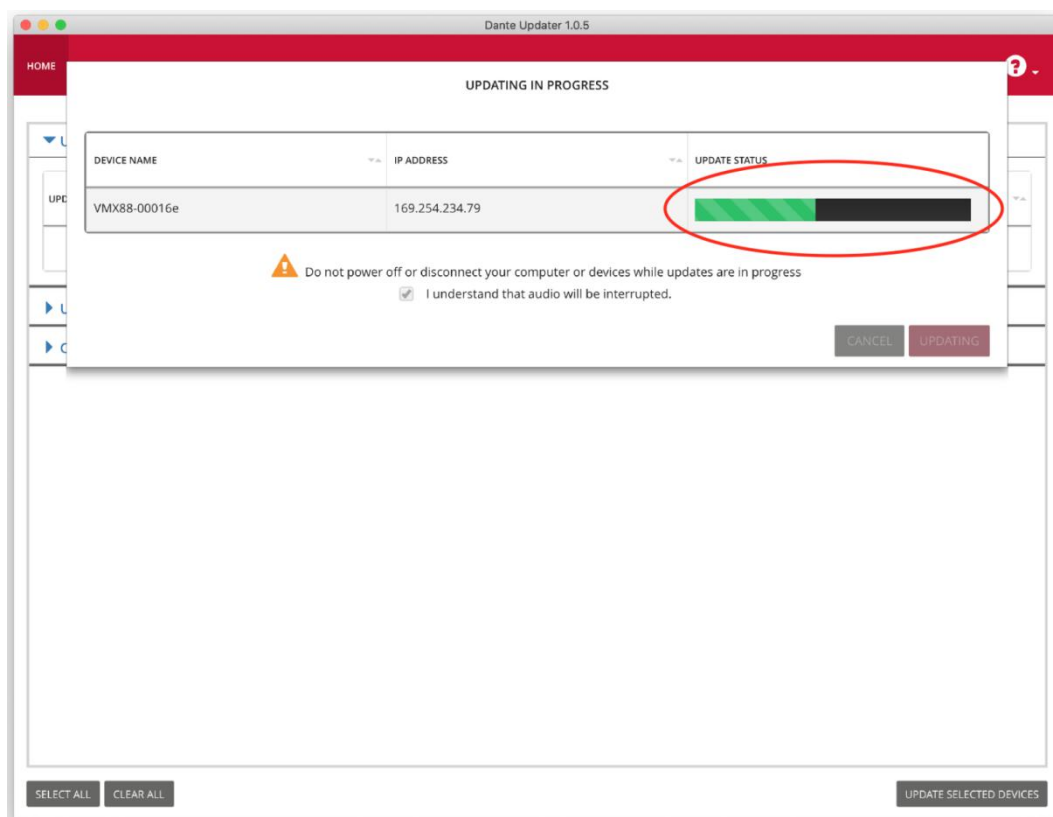 Dante Updater 1.0.5
HOME
UPDATING IN PROGRESS
DEVICE NAME
IP ADDRESS
UPDATE STATUS
VMX88-00016e
169.254.234.79
Do not power off or disconnect your computer or devices while updates are in progress
I understand that audio will be interrupted.
CANCEL
UPDATING
SELECT ALL
CLEAR ALL
UPDATE SELECTED DEVICES